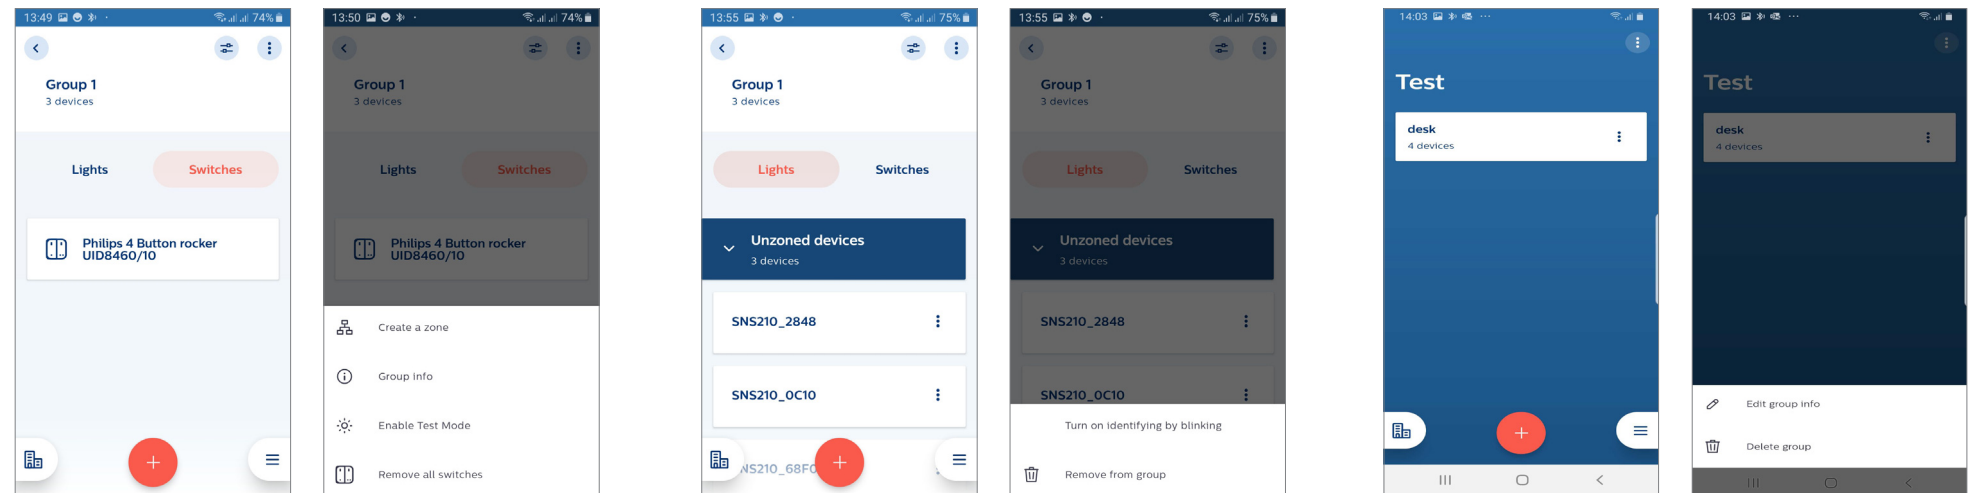 13:49
74%
Group 1
3 devices
Lights
Switches
Philips 4 Button rocker
UID8460/10
13:50
74%
Group 1
3 devices
Lights
Switches
Philips 4 Button rocker
UID8460/10
Create a zone
Group info
Enable Test Mode
Remove all switches
13:55
75%
Group 1
3 devices
Lights
Switches
Unzoned devices
3 devices
SNS210_2848
SNS210_0C10
SNS210_68F0
13:55
75%
Group 1
3 devices
Lights
Switches
Unzoned devices
3 devices
SNS210_2848
SNS210_0C10
Turn on identifying by blinking
Remove from group
14:03
Test
desk
4 devices
14:03
Test
desk
4 devices
Edit group info
Delete group